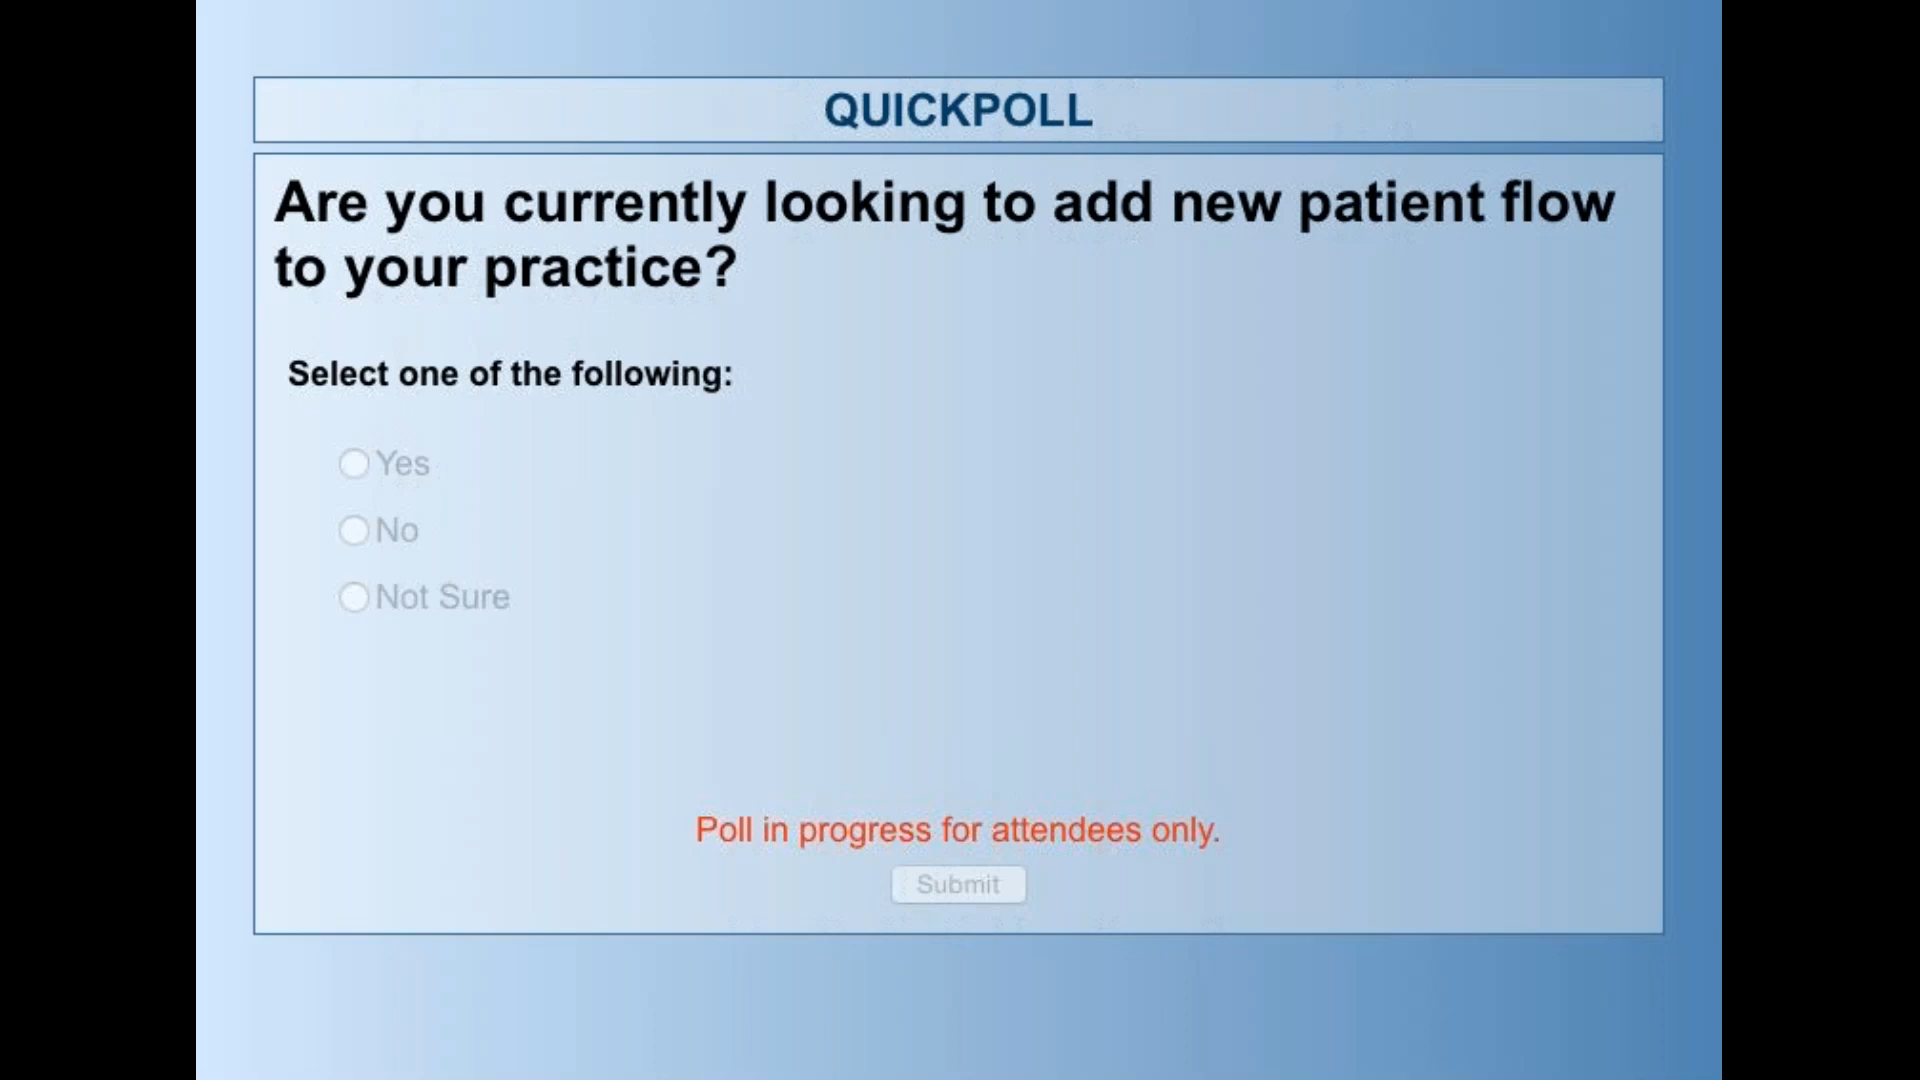 QUICKPOLL
Are you currently looking to add new patient flow
to your practice?
Select one of the following:
Yes
No
Not Sure
Poll in progress for attendees only.
Submit